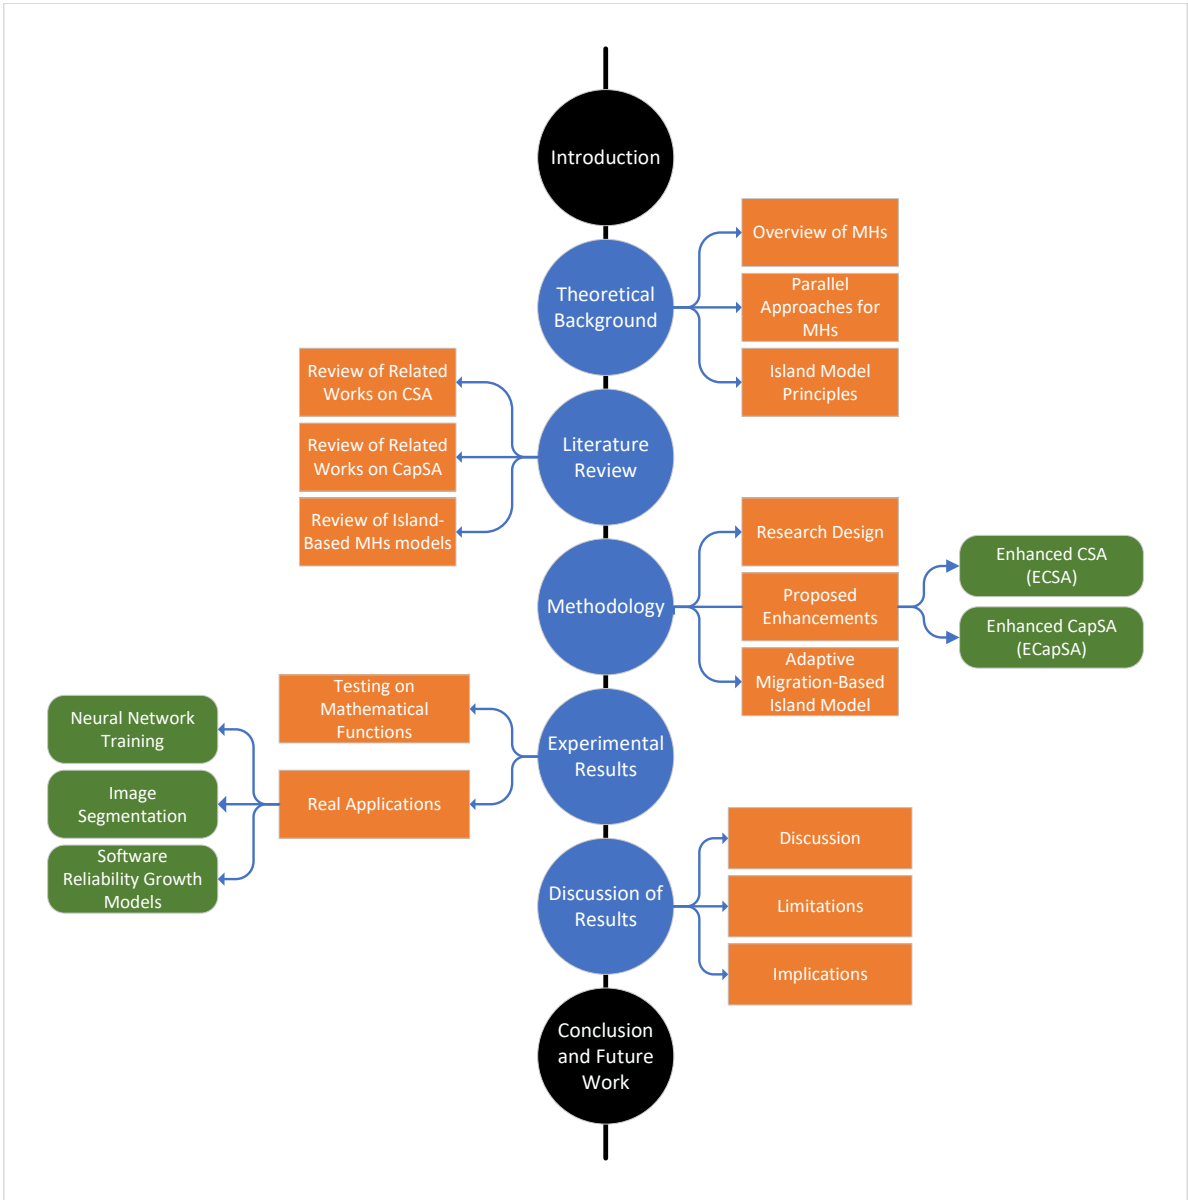 Introduction
Theoretical
Background
Overview of MHs
Parallel
Approaches for
MHs
Island Model
Principles
Literature
Review
Review of Related
Works on CSA
Review of Related
Works on CapSA
Review of Island-
Based MHs models
Methodology
Research Design
Proposed
Enhancements
Enhanced CSA
(ECSA)
Enhanced CapSA
(ECapSA)
Adaptive
Migration-Based
Island Model
Experimental
Results
Testing on
Mathematical
Functions
Real Applications
Neural Network
Training
Image
Segmentation
Software
Reliability Growth
Models
Discussion of
Results
Discussion
Limitations
Implications
Conclusion
and Future
Work